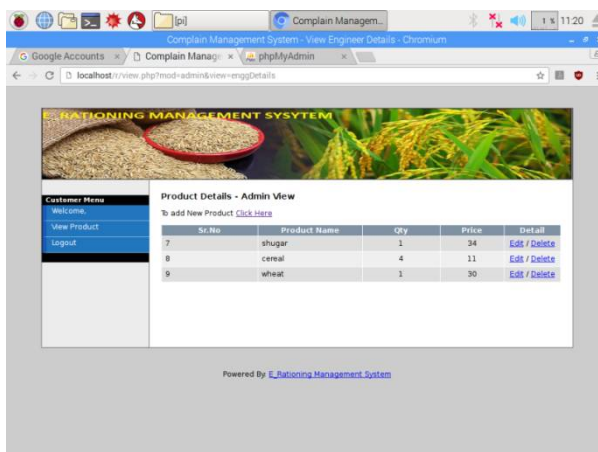 [pi]
Complain Managem...
1 %
11:20
Complain Management System - View Engineer Details - Chromium
Google Accounts
Complain Manage
phpMyAdmin
localhost/r/view.php?mod=admin&view=enggDetails
E_RATIONING MANAGEMENT SYSYTEM
Customer Menu
Welcome,
View Product
Logout
Product Details - Admin View
To add New Product Click Here
Sr.No Product Name Qty Price Detail
7 shugar 1 34 Edit / Delete
8 cereal 4 11 Edit / Delete
9 wheat 1 30 Edit / Delete
Powered By: E_Rationing Management System